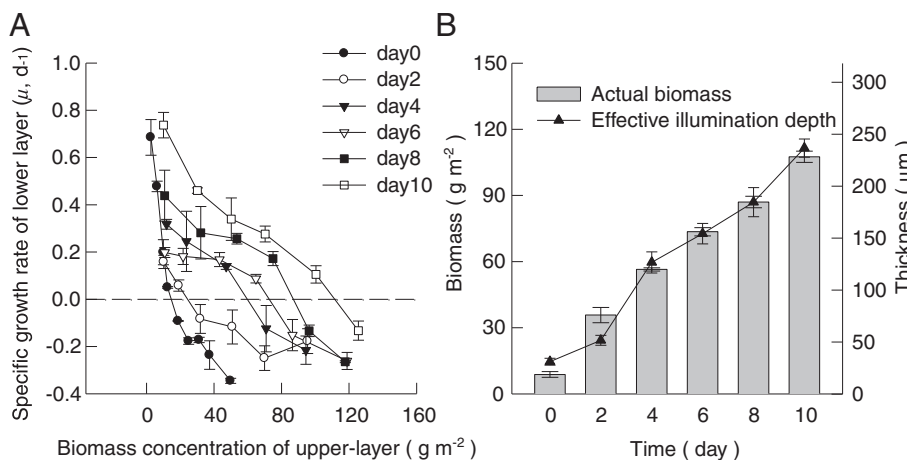 A
Specific growth rate of lower layer (μ, d-1)
1.0
0.8
0.6
0.4
0.2
0.0
-0.2
-0.4
0 40 80 120 160
Biomass concentration of upper-layer ( g m-2 )
day0
day2
day4
day6
day8
day10
B
Biomass ( g m-2 )
150
120
90
60
30
0
Actual biomass
Effective illumination depth
300
250
200
150
100
50
0
Thickness ( μm )
0 2 4 6 8 10
Time ( day )